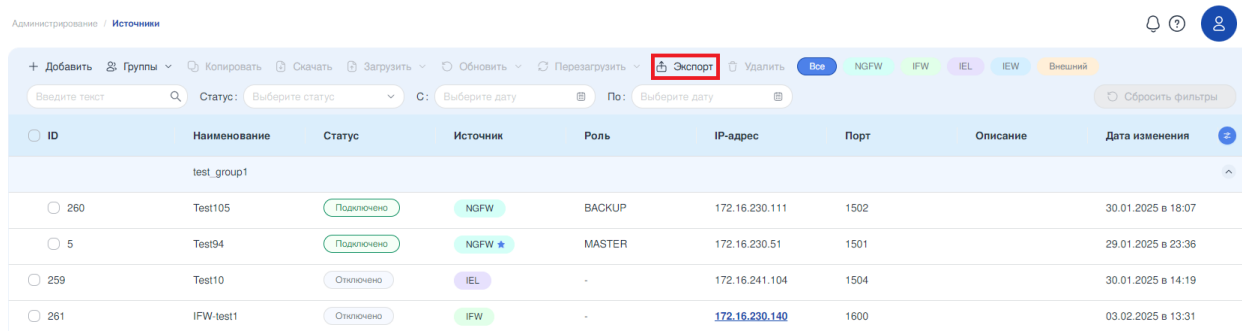 Администрирование / Источники
+ Добавить Группы Копировать Скачать Загрузить Обновить Перезагрузить Экспорт Удалить Все NGFW IFW IEL IEW Внешний
Введите текст Статус: Выберите статус С: Выберите дату По: Выберите дату Сбросить фильтры
ID Наименование Статус Источник Роль IP-адрес Порт Описание Дата изменения
test_group1
260 Test105 Подключено NGFW BACKUP 172.16.230.111 1502 30.01.2025 в 18:07
5 Test94 Подключено NGFW MASTER 172.16.230.51 1501 29.01.2025 в 23:36
259 Test10 Отключено IEL - 172.16.241.104 1504 30.01.2025 в 14:19
261 IFW-test1 Отключено IFW - 172.16.230.140 1600 03.02.2025 в 13:31